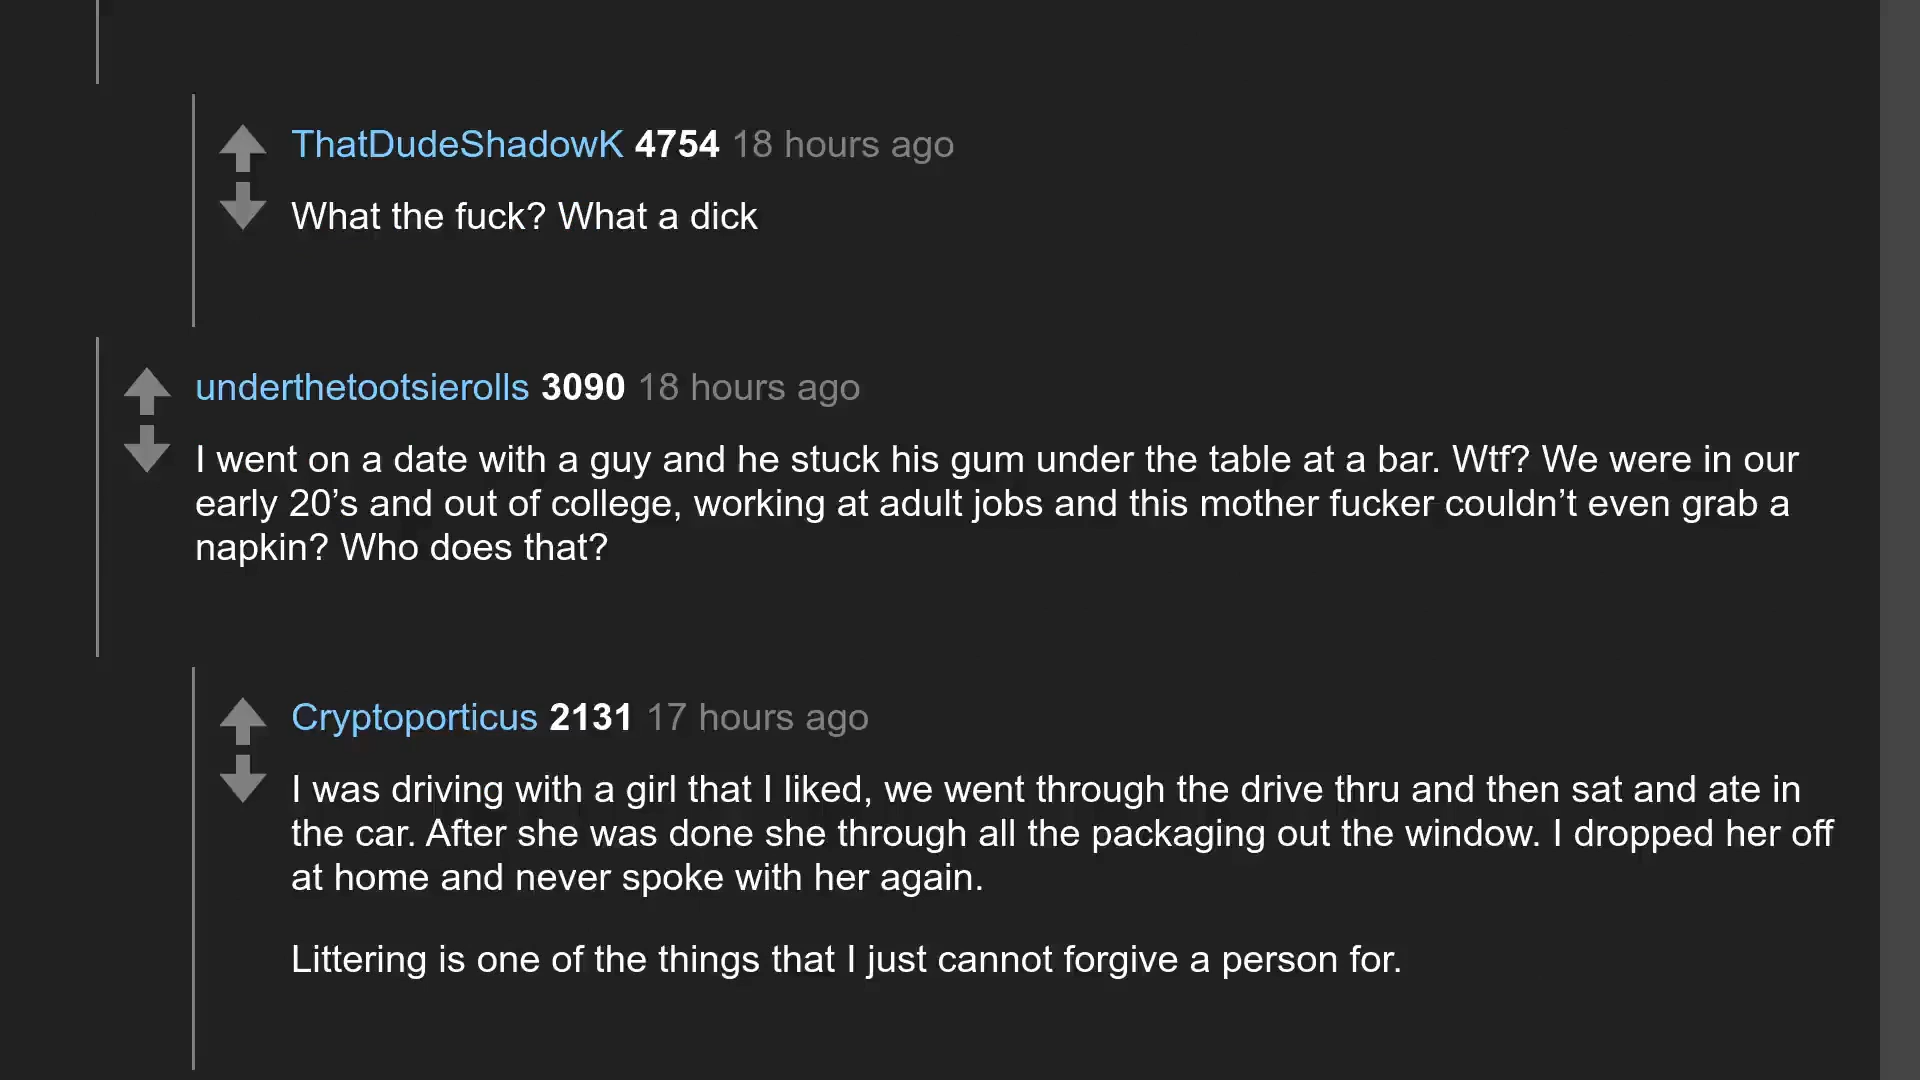 ThatDudeShadowK 4754 18 hours ago
What the fuck? What a dick
underthetootsierolls 3090 18 hours ago
I went on a date with a guy and he stuck his gum under the table at a bar. Wtf? We were in our
early 20’s and out of college, working at adult jobs and this mother fucker couldn’t even grab a
napkin? Who does that?
Cryptoporticus 2131 17 hours ago
I was driving with a girl that I liked, we went through the drive thru and then sat and ate in
the car. After she was done she through all the packaging out the window. I dropped her off
at home and never spoke with her again.
Littering is one of the things that I just cannot forgive a person for.